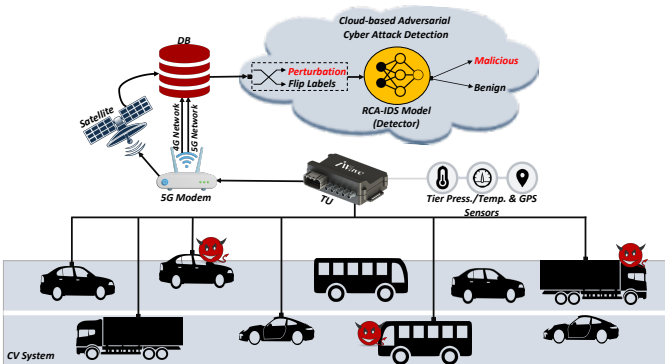 Cloud-based Adversarial
Cyber Attack Detection
DB
Perturbation
Flip Labels
Malicious
Benign
RCA-IDS Model
(Detector)
Satellite
4G Network
5G Network
5G Modem
iWave
TU
Tier Press./Temp. & GPS
Sensors
CV System